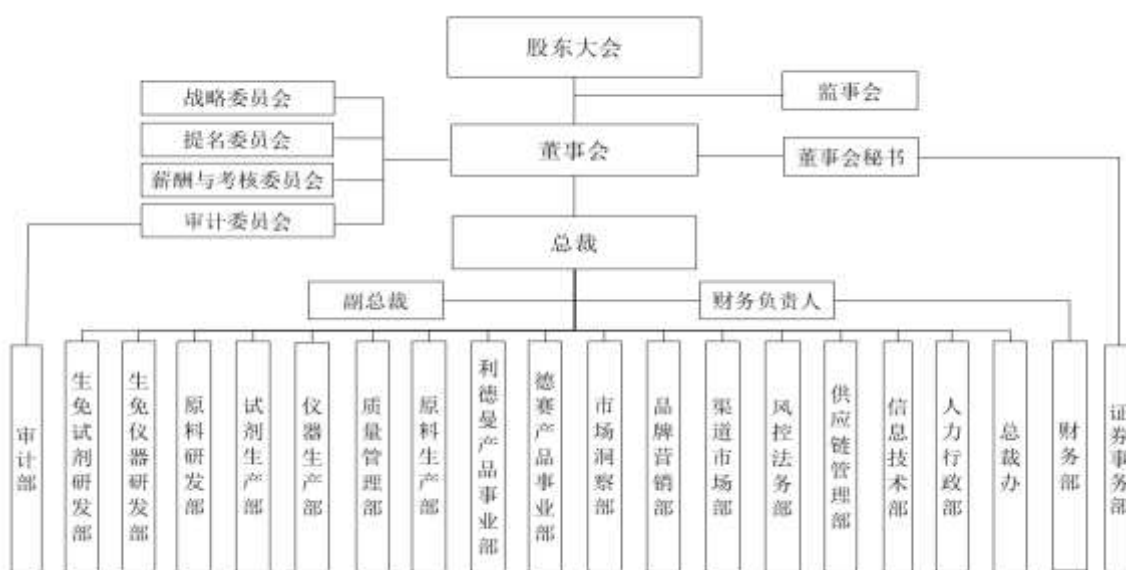 股东大会
战略委员会
监事会
提名委员会
董事会
董事会秘书
薪酬与考核委员会
审计委员会
总裁
副总裁
财务负责人
审计部
生免试剂研发部
生免仪器研发部
原料研发部
试剂生产部
仪器生产部
质量管理部
原料生产部
利德曼产品事业部
德赛产品事业部
市场洞察部
品牌营销部
渠道市场部
风控法务部
供应链管理部
信息技术部
人力行政部
总裁办
财务部
证券事务部